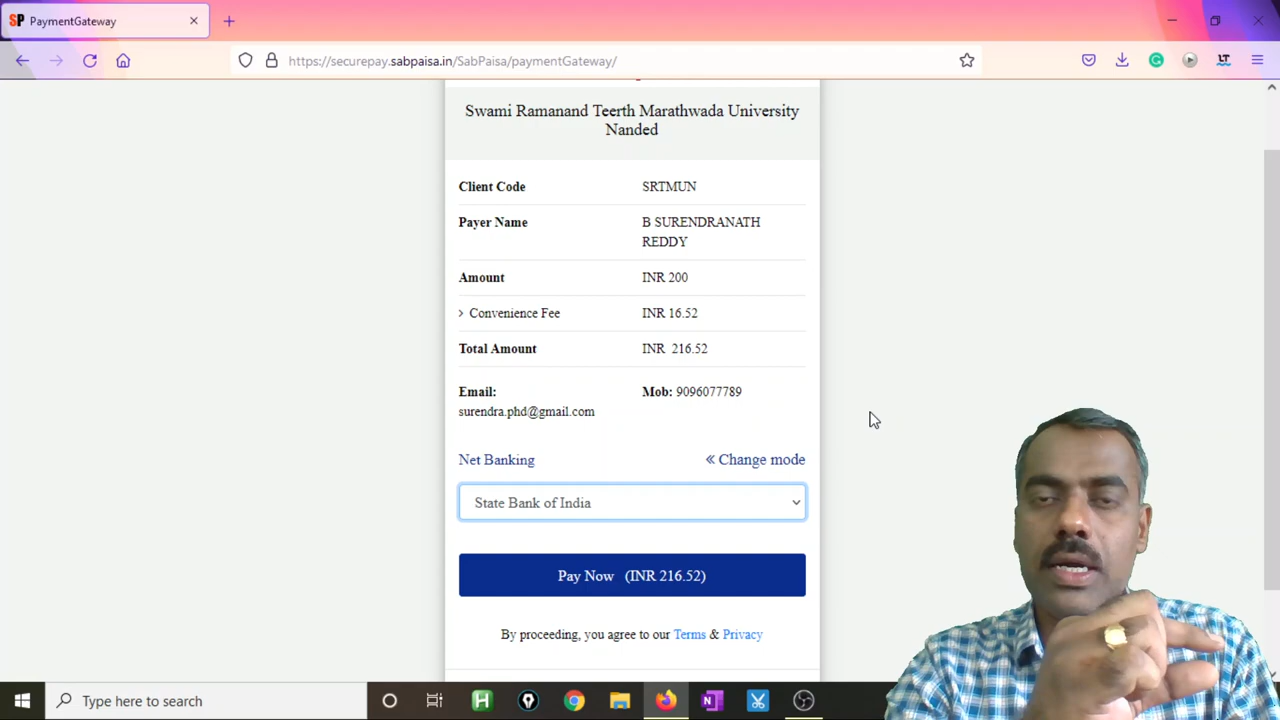 SP PaymentGateway
https://securepay.sabpaisa.in/SabPaisa/paymentGateway/
LT
Swami Ramanand Teerth Marathwada University
Nanded
Client Code SRTMUN
Payer Name B SURENDRANATH
REDDY
Amount INR 200
Convenience Fee INR 16.52
Total Amount INR 216.52
Email: Mob: 9096077789
surendra.phd@gmail.com
Net Banking « Change mode
State Bank of India
Pay Now (INR 216.52)
By proceeding, you agree to our Terms & Privacy
Type here to search
H
N